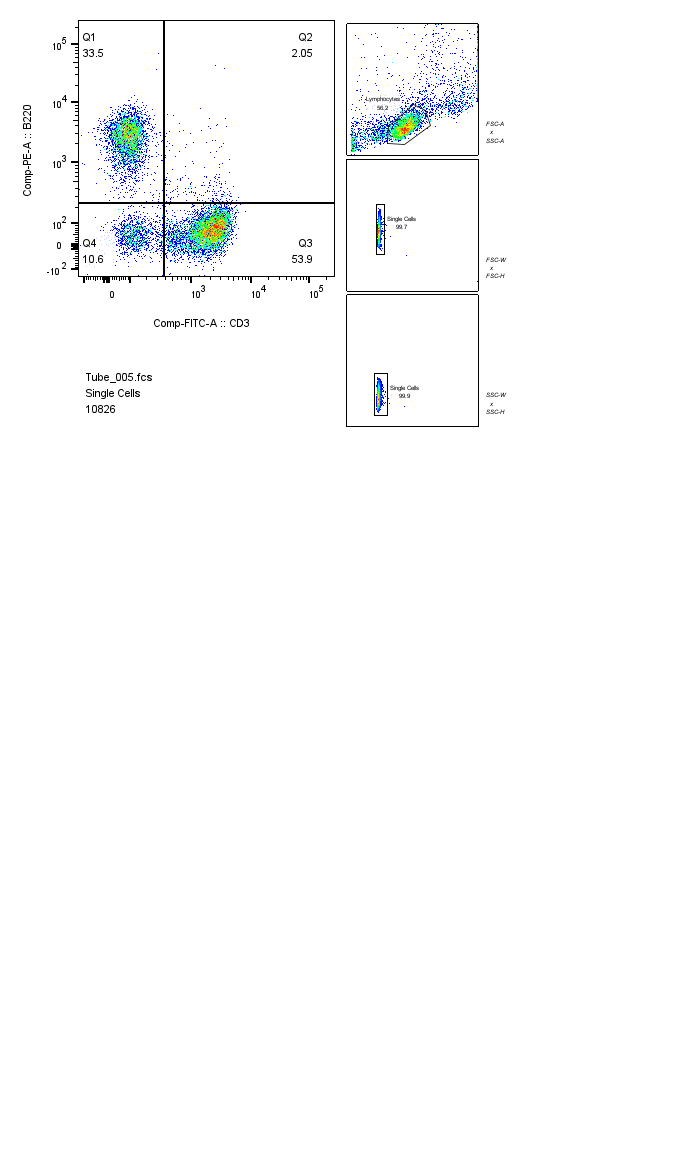 Q1
33.5
Q2
2.05
Q4
10.6
Q3
53.9
10^5
10^4
10^3
10^2
0
-10^2
0
10^3
10^4
10^5
Comp-PE-A :: B220
Comp-FITC-A :: CD3
Tube_005.fcs
Single Cells
10826
Lymphocytes
56.2
FSC-A
x
SSC-A
Single Cells
99.7
FSC-W
x
FSC-H
Single Cells
99.9
SSC-W
x
SSC-H